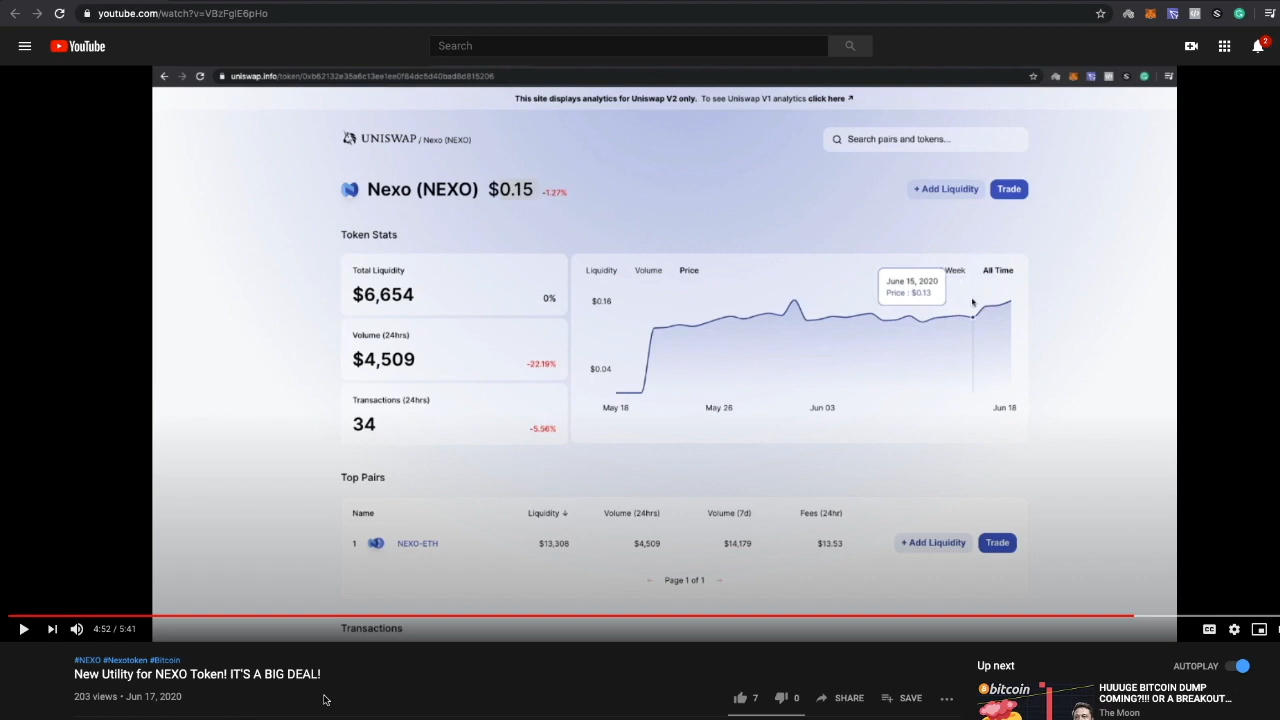 youtube.com/watch?v=VBzFglE6pHo
YouTube
Search
2
uniswap.info/token/0xb62132e35a6c13ee1ee0f84dc5d40bad8d815206
This site displays analytics for Uniswap V2 only. To see Uniswap V1 analytics click here ↗
UNISWAP / Nexo (NEXO)
Search pairs and tokens...
Nexo (NEXO) $0.15 -1.27%
+ Add Liquidity Trade
Token Stats
Total Liquidity
$6,654 0%
Volume (24hrs)
$4,509 -22.19%
Transactions (24hrs)
34 -5.56%
Liquidity Volume Price Week All Time
June 15, 2020
Price : $0.13
$0.16
$0.04
May 18 May 26 Jun 03 Jun 18
Top Pairs
Name Liquidity ↓ Volume (24hrs) Volume (7d) Fees (24hr)
1 NEXO-ETH $13,308 $4,509 $14,179 $13.53 + Add Liquidity Trade
← Page 1 of 1 →
Transactions
4:52 / 5:41
CC
#NEXO #Nexotoken #Bitcoin
New Utility for NEXO Token! IT'S A BIG DEAL!
203 views • Jun 17, 2020
7 0 SHARE SAVE
Up next AUTOPLAY
bitcoin
HUUUGE BITCOIN DUMP
COMING?!!! OR A BREAKOUT...
The Moon